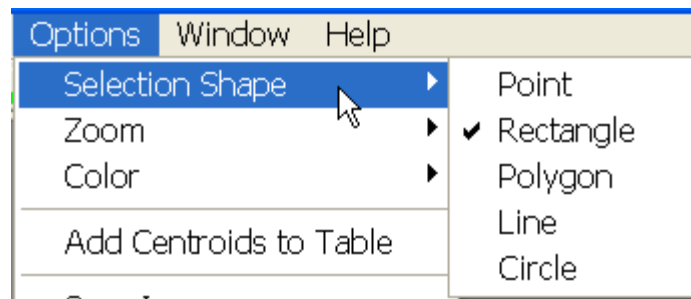 Options Window Help
Selection Shape
Zoom
Color
Add Centroids to Table
Point
Rectangle
Polygon
Line
Circle